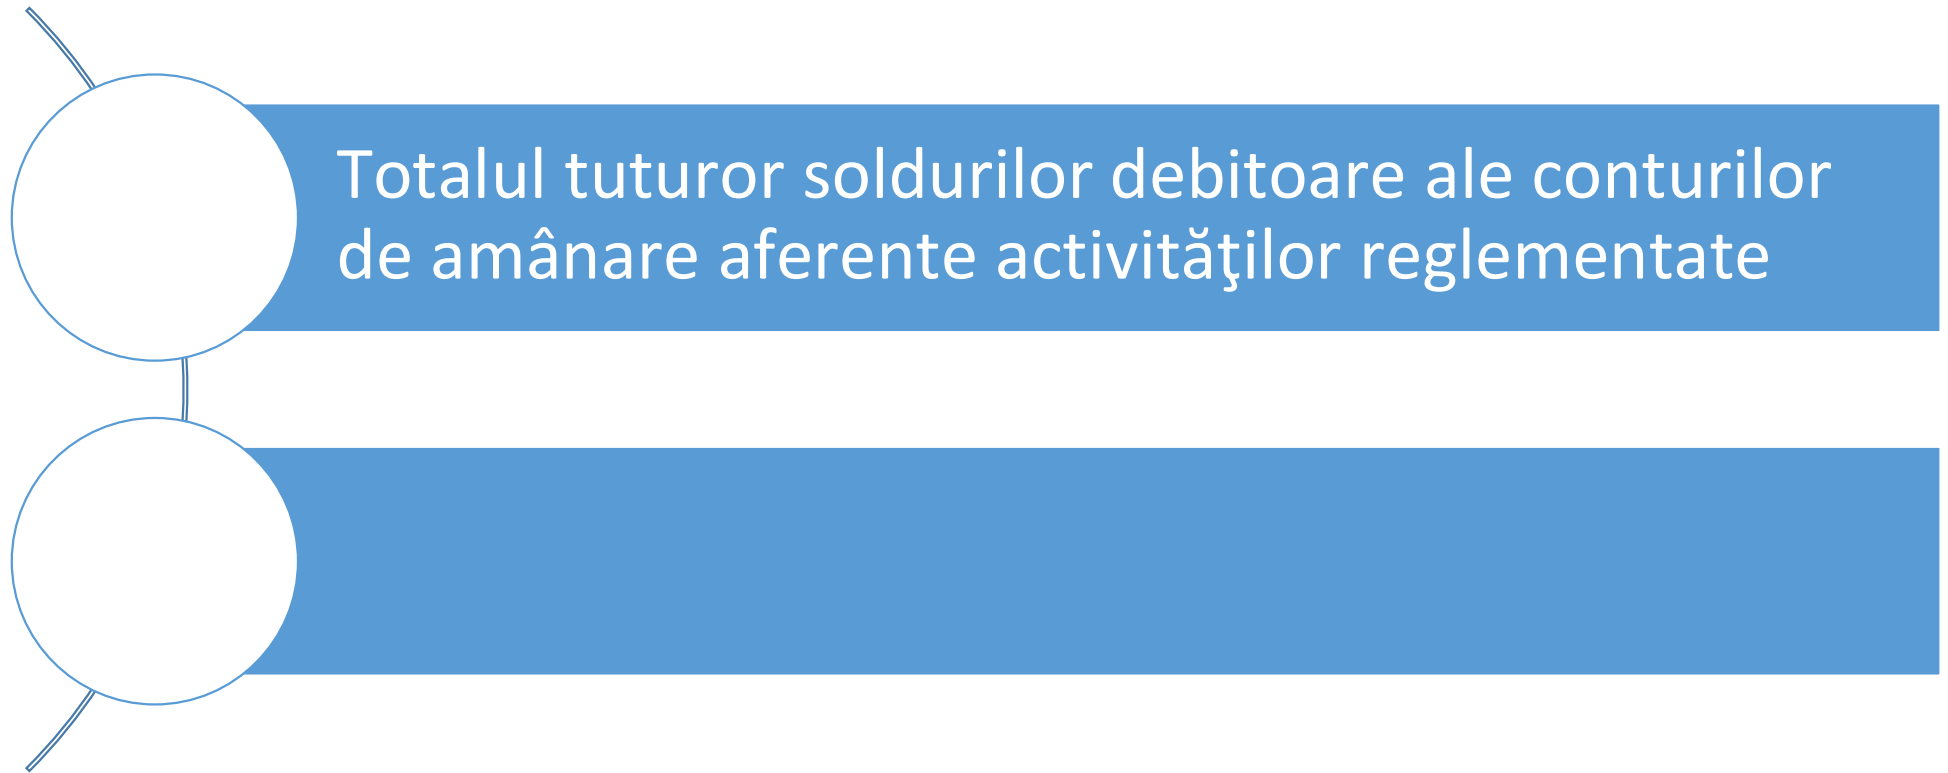 Totalul tuturor soldurilor debitoare ale conturilor
de amânare aferente activităţilor reglementate